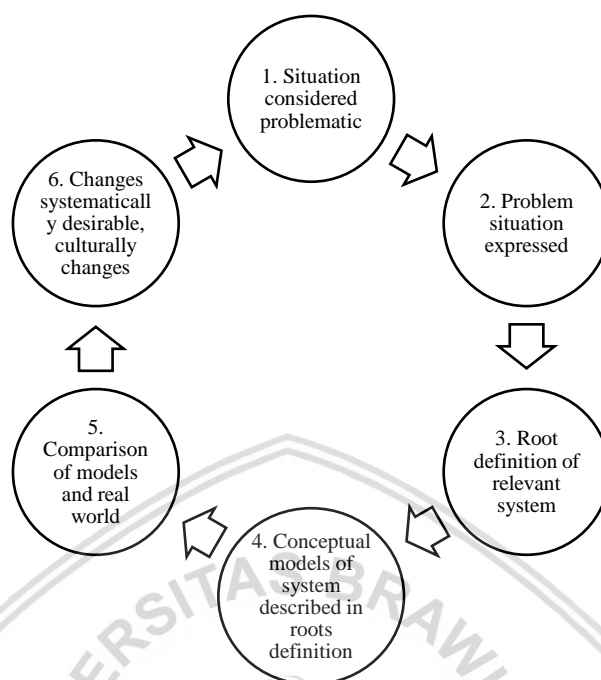 1. Situation
considered
problematic
2. Problem
situation
expressed
3. Root
definition of
relevant
system
4. Conceptual
models of
system
described in
roots
definition
5.
Comparison
of models
and real
world
6. Changes
systematicall
y desirable,
culturally
changes
ERSITAS BRAWI